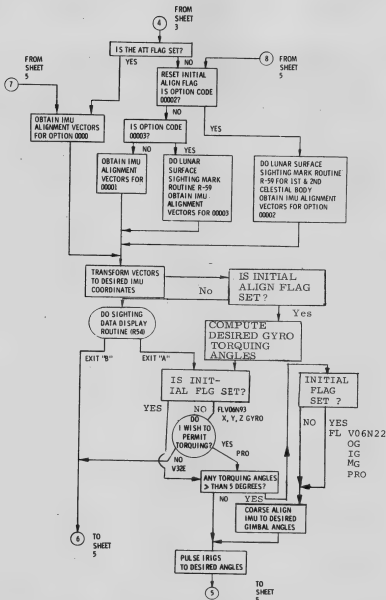 FROM
SHEET
3
4
IS THE ATT FLAG SET?
YES
NO
FROM
SHEET
5
7
FROM
SHEET
5
8
RESET INITIAL
ALIGN FLAG
IS OPTION CODE
00002?
NO
YES
OBTAIN IMU
ALIGNMENT VECTORS
FOR OPTION 0000
IS OPTION CODE
00003?
NO
YES
OBTAIN IMU
ALIGNMENT
VECTORS FOR
00001
DO LUNAR
SURFACE
SIGHTING MARK
ROUTINE R-59
OBTAIN IMU
ALIGNMENT
VECTORS FOR 00003
DO LUNAR SURFACE
SIGHTING MARK ROUTINE
R-59 FOR 1ST & 2ND
CELESTIAL BODY
OBTAIN IMU ALIGNMENT
VECTORS FOR OPTION
00002
TRANSFORM VECTORS
TO DESIRED IMU
COORDINATES
IS INITIAL
ALIGN FLAG
SET?
No
Yes
DO SIGHTING
DATA DISPLAY
ROUTINE (R54)
COMPUTE
DESIRED GYRO
TORQUING
ANGLES
EXIT "B"
EXIT "A"
IS INIT-
IAL FLG SET?
INITIAL
FLAG
SET ?
YES
NO
FLV06N93
X, Y, Z GYRO
DO
I WISH TO
PERMIT
TORQUING?
NO
V32E
YES
PRO
NO
YES
FL V06N22
OG
IG
MG
PRO
ANY TORQUING ANGLES
> THAN 5 DEGREES?
NO
YES
COARSE ALIGN
IMU TO DESIRED
GIMBAL ANGLES
6
TO
SHEET
5
PULSE IRIGS
TO DESIRED ANGLES
5
TO
SHEET
5